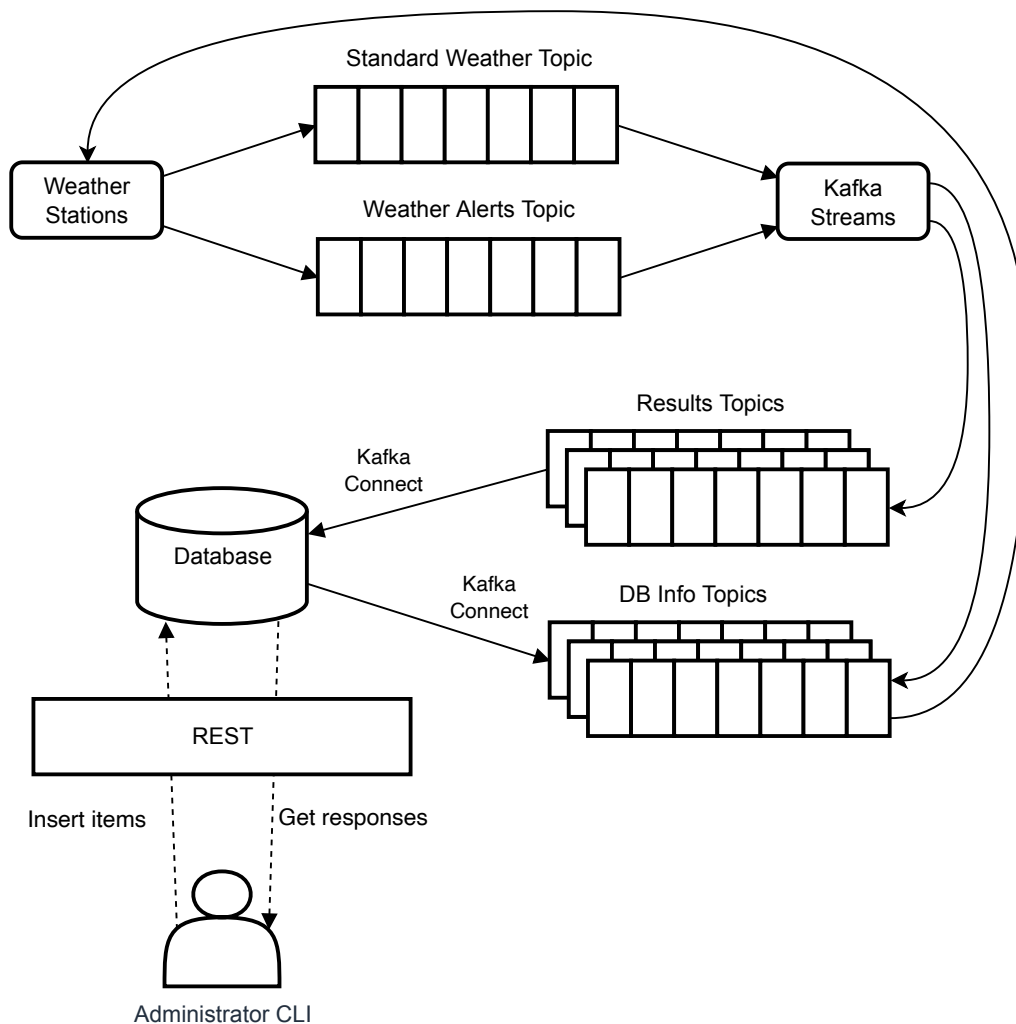 Standard Weather Topic
Weather
Stations
Weather Alerts Topic
Kafka
Streams
Results Topics
Kafka
Connect
Database
Kafka
Connect
DB Info Topics
REST
Insert items
Get responses
Administrator CLI